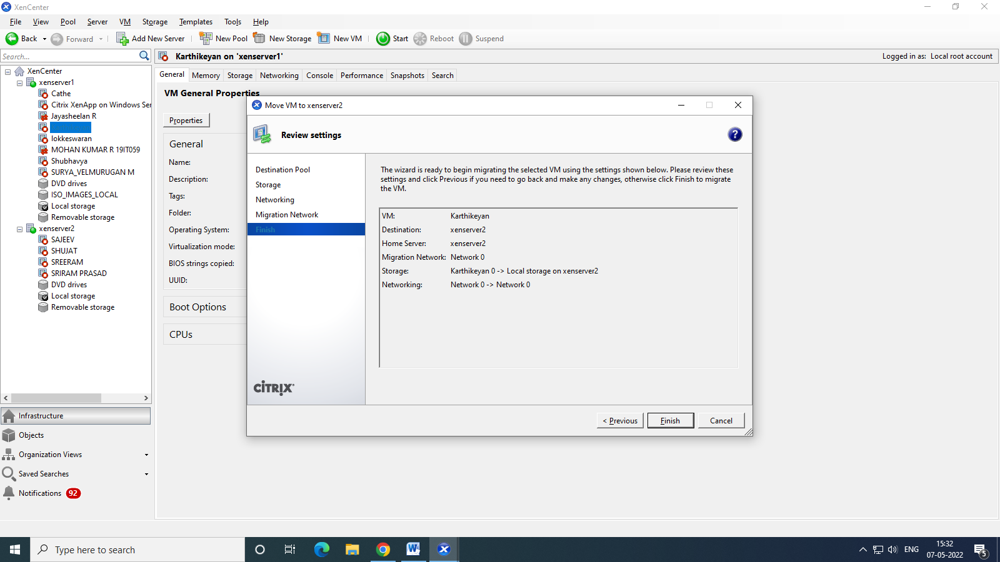 XenCenter
File View Pool Server VM Storage Templates Tools Help
Back Forward Add New Server New Pool New Storage New VM Start Reboot Suspend
Search...
Karthikeyan on 'xenserver1'
Logged in as: Local root account
XenCenter
xenserver1
Cathe
Citrix XenApp on Windows Ser
Jayasheelan R
Karthikeyan
lokkeswaran
MOHAN KUMAR R 19IT059
Shubhavya
SURYA_VELMURUGAN M
DVD drives
ISO_IMAGES_LOCAL
Local storage
Removable storage
xenserver2
SAJEEV
SHUJAT
SREERAM
SRIRAM PRASAD
DVD drives
Local storage
Removable storage
Infrastructure
Objects
Organization Views
Saved Searches
Notifications 92
General Memory Storage Networking Console Performance Snapshots Search
VM General Properties
Properties
General
Name:
Description:
Tags:
Folder:
Operating System:
Virtualization mode:
BIOS strings copied:
UUID:
Boot Options
CPUs
Move VM to xenserver2
Review settings
?
Destination Pool
Storage
Networking
Migration Network
Finish
CITRIX
The wizard is ready to begin migrating the selected VM using the settings shown below. Please review these
settings and click Previous if you need to go back and make any changes, otherwise click Finish to migrate
the VM.
VM: Karthikeyan
Destination: xenserver2
Home Server: xenserver2
Migration Network: Network 0
Storage: Karthikeyan 0 -> Local storage on xenserver2
Networking: Network 0 -> Network 0
< Previous Finish Cancel
Type here to search
ENG
15:32
07-05-2022
5